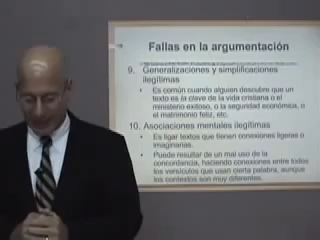 Fallas en la argumentación
9. Generalizaciones y simplificaciones
ilegítimas
• Es común cuando alguien descubre que un
texto es la clave de la vida cristiana o el
ministerio exitoso, o la seguridad económica, o
el matrimonio feliz, etc.
10. Asociaciones mentales ilegítimas
• Es ligar textos que tienen conexiones ligeras o
imaginarias.
• Puede resultar de un mal uso de la
concordancia, haciendo conexiones entre todos
los versículos que usan cierta palabra, aunque
los contextos son muy diferentes.